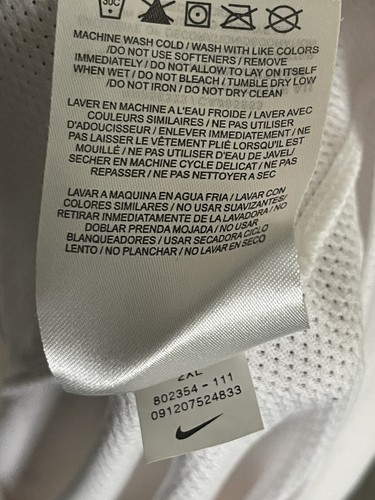 30C
MACHINE WASH COLD / WASH WITH LIKE COLORS
/DO NOT USE SOFTENERS / REMOVE
IMMEDIATELY / DO NOT ALLOW TO LAY ON ITSELF
WHEN WET / DO NOT BLEACH / TUMBLE DRY LOW
/DO NOT IRON / DO NOT DRY CLEAN
LAVER EN MACHINE A L'EAU FROIDE / LAVER AVEC
COULEURS SIMILAIRES / NE PAS UTILISER
D'ADOUCISSEUR / ENLEVER IMMEDIATEMENT / NE
PAS LAISSER LE VÊTEMENT PLIÉ LORSQU'IL EST
MOUILLÉ / NE PAS UTILISER D'EAU DE JAVEL/
SECHER EN MACHINE CYCLE DELICAT / NE PAS
REPASSER / NE PAS NETTOYER A SEC
LAVAR A MAQUINA EN AGUA FRIA / LAVAR CON
COLORES SIMILARES / NO USAR SUAVIZANTES/
RETIRAR INMEDIATAMENTE DE LA LAVADORA / NO
DOBLAR PRENDA MOJADA / NO USAR
BLANQUEADORES / USAR SECADORA CICLO
LENTO / NO PLANCHAR / NO LAVAR EN SECO
2XL
802354 - 111
091207524833